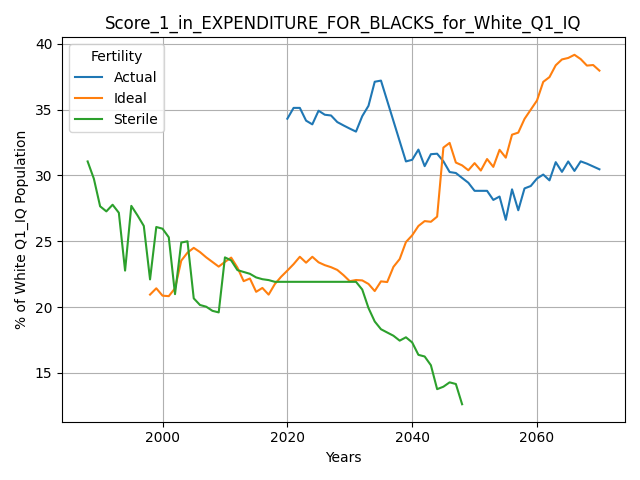 Score_1_in_EXPENDITURE_FOR_BLACKS_for_White_Q1_IQ
Fertility
Actual
Ideal
Sterile
% of White Q1_IQ Population
40
35
30
25
20
15
2000
2020
2040
2060
Years